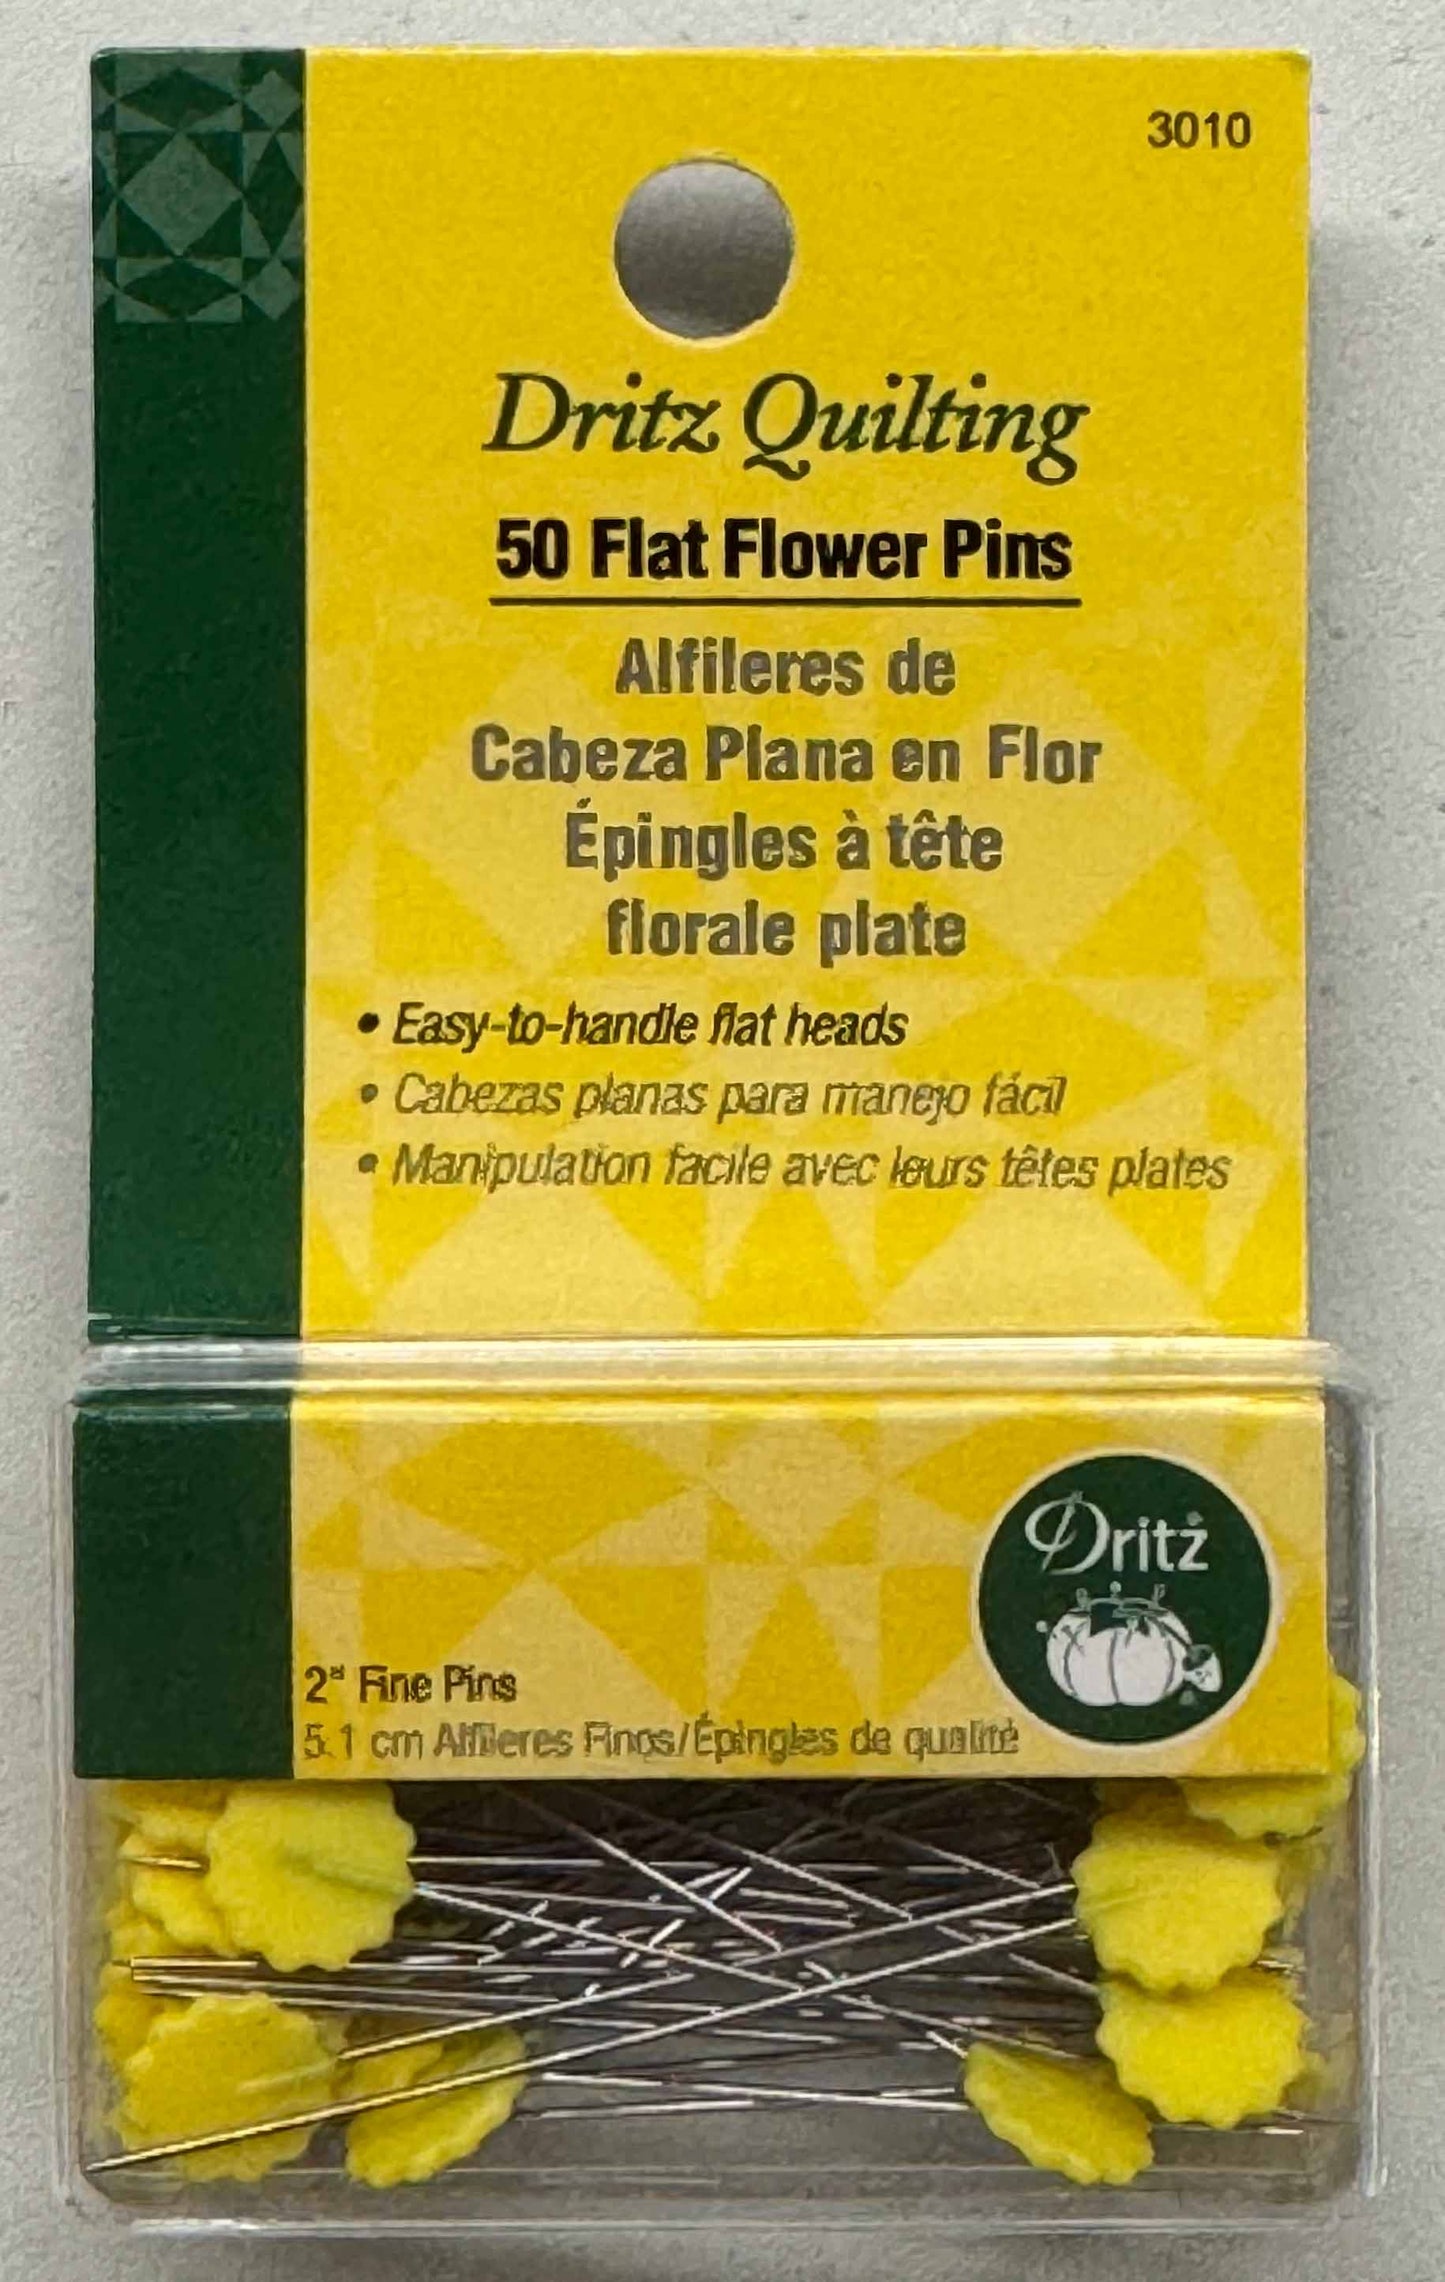 3010
Dritz Quilting
50 Flat Flower Pins
Alfileres de
Cabeza Plana en Flor
Épingles à tête
florale plate
• Easy-to-handle flat heads
• Cabezas planas para manejo fácil
• Manipulation facile avec leurs têtes plates
Dritz
2" Fine Pins
5.1 cm Alfileres Finos/Épingles de qualité